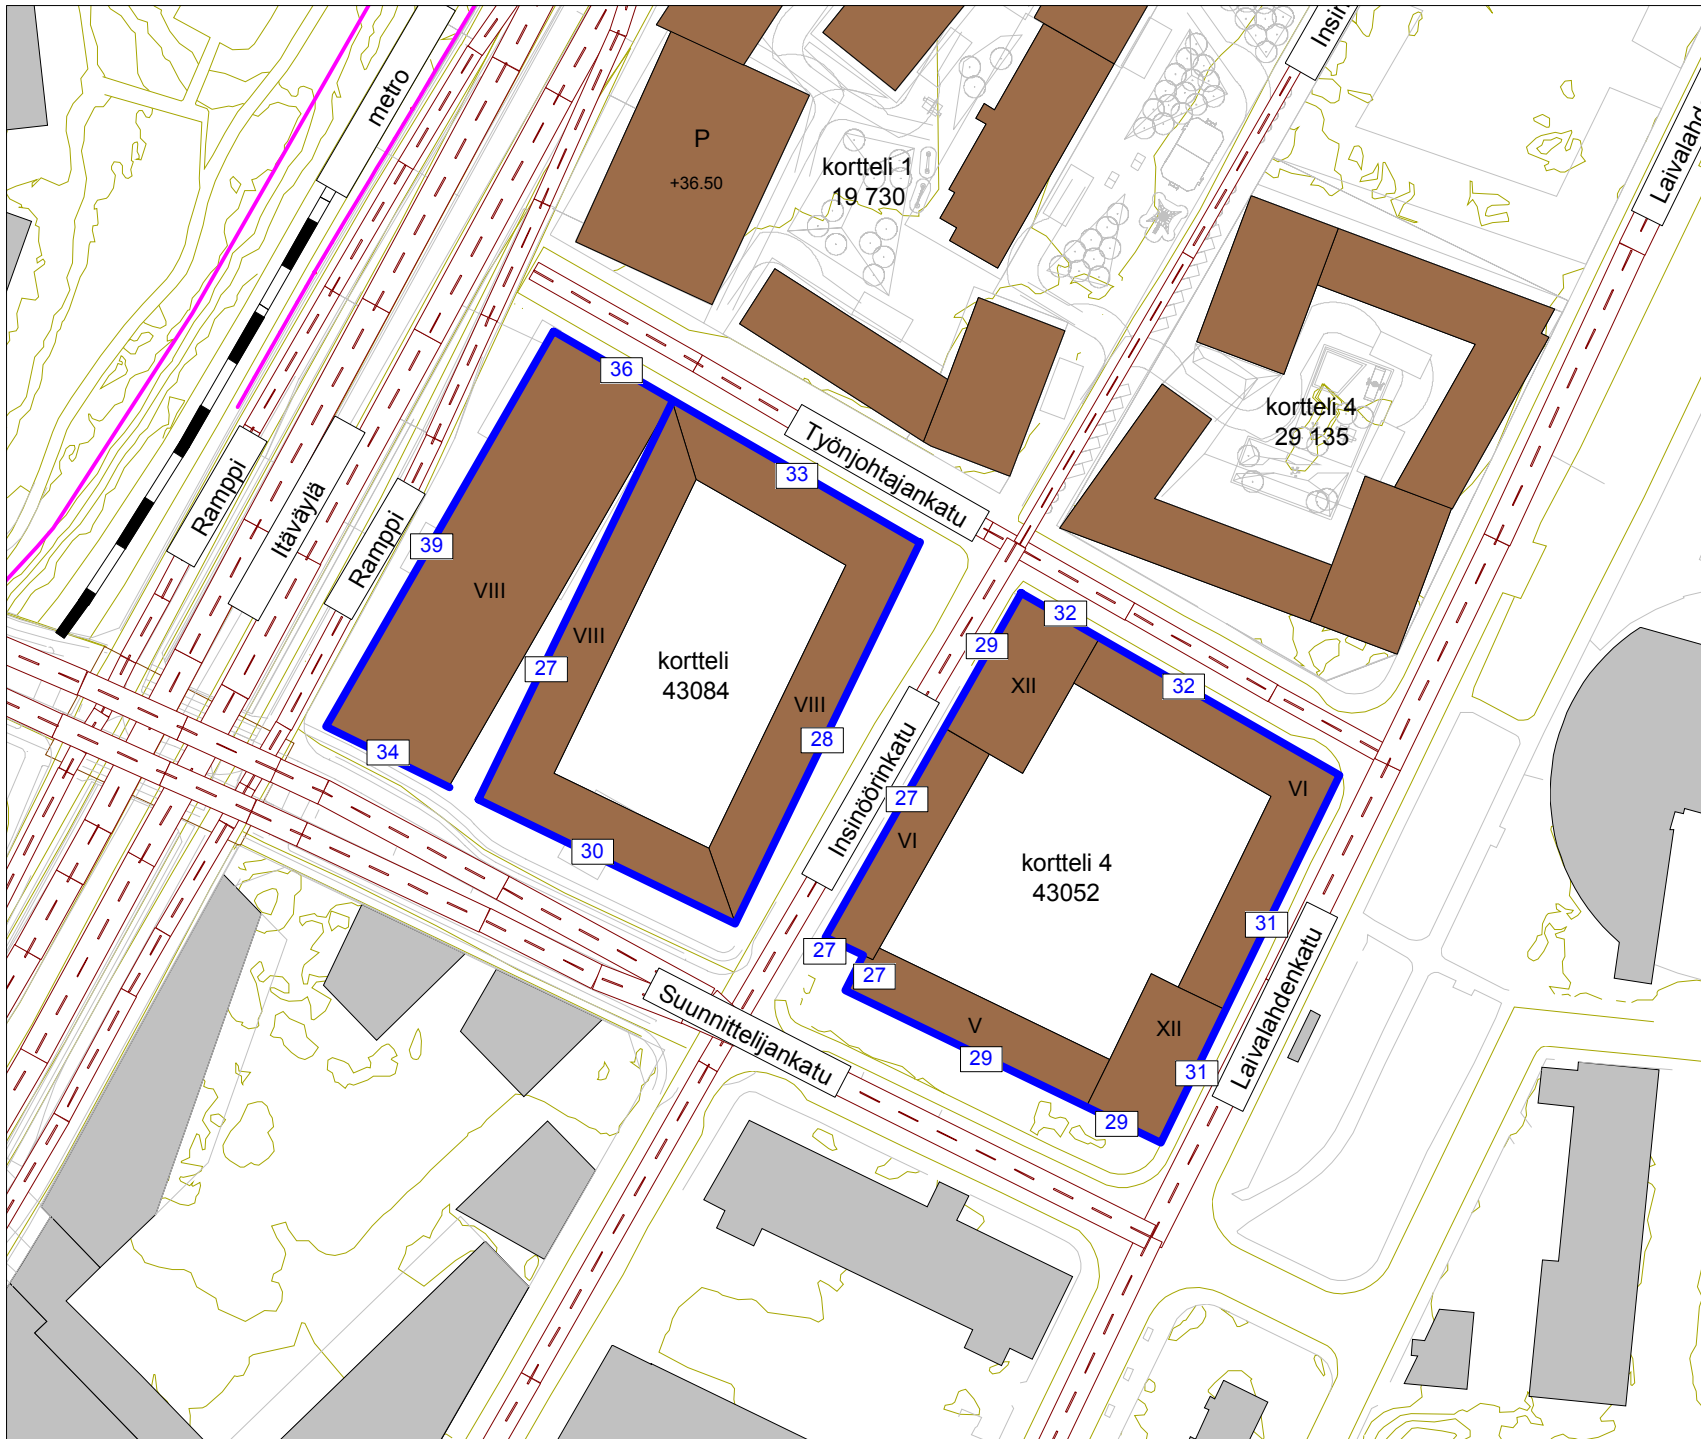 Insin
Laivalahd
metro
P
+36.50
kortteli 1
19 730
36
kortteli 4
29 135
Työnjohtajankatu
33
Ramppi
Itäväylä
Ramppi
39
VIII
VIII
27
kortteli
43084
VIII
28
34
30
32
29
XII
32
Insinöörinkatu
27
VI
VI
kortteli 4
43052
31
27
27
V
29
XII
31
29
Laivalahdenkatu
Suunnittelijankatu